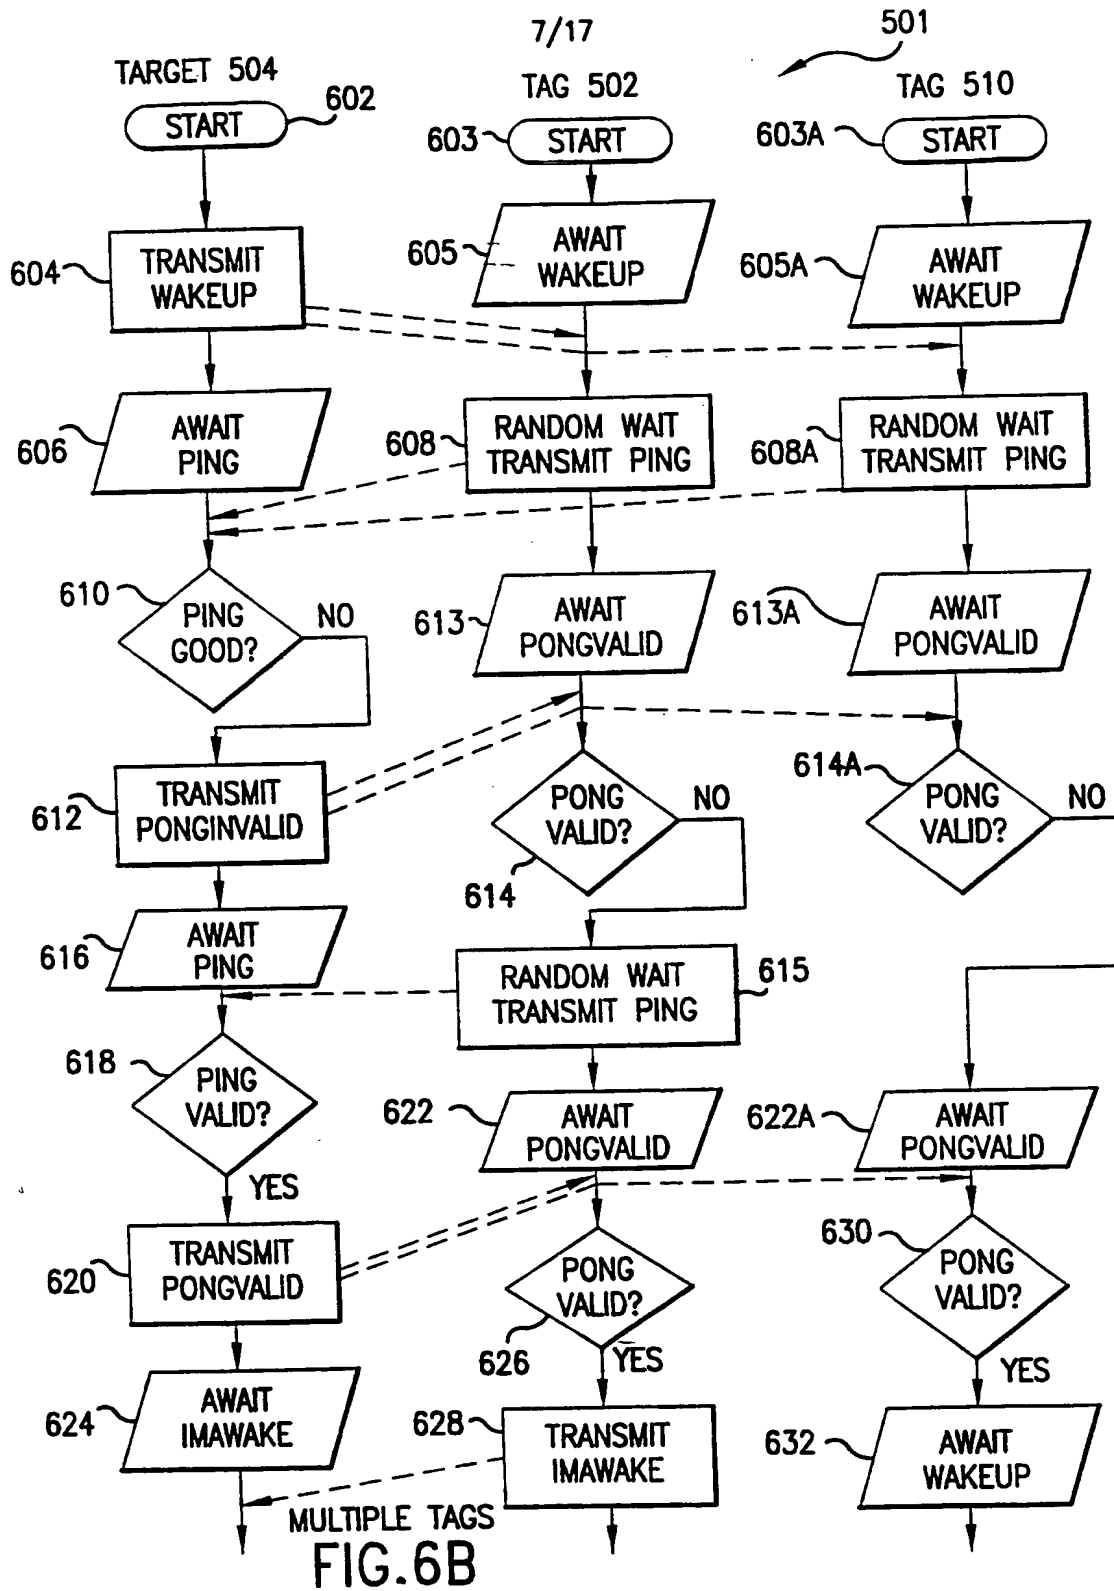 7/17
501
TARGET 504
TAG 502
TAG 510
602
START
603
START
603A
START
604
TRANSMIT
WAKEUP
605
AWAIT
WAKEUP
605A
AWAIT
WAKEUP
606
AWAIT
PING
608
RANDOM WAIT
TRANSMIT PING
608A
RANDOM WAIT
TRANSMIT PING
610
PING
GOOD?
NO
613
AWAIT
PONGVALID
613A
AWAIT
PONGVALID
612
TRANSMIT
PONGINVALID
614
PONG
VALID?
NO
614A
PONG
VALID?
NO
616
AWAIT
PING
615
RANDOM WAIT
TRANSMIT PING
618
PING
VALID?
YES
622
AWAIT
PONGVALID
622A
AWAIT
PONGVALID
620
TRANSMIT
PONGVALID
626
PONG
VALID?
YES
630
PONG
VALID?
YES
624
AWAIT
IMAWAKE
628
TRANSMIT
IMAWAKE
632
AWAIT
WAKEUP
MULTIPLE TAGS
FIG.6B